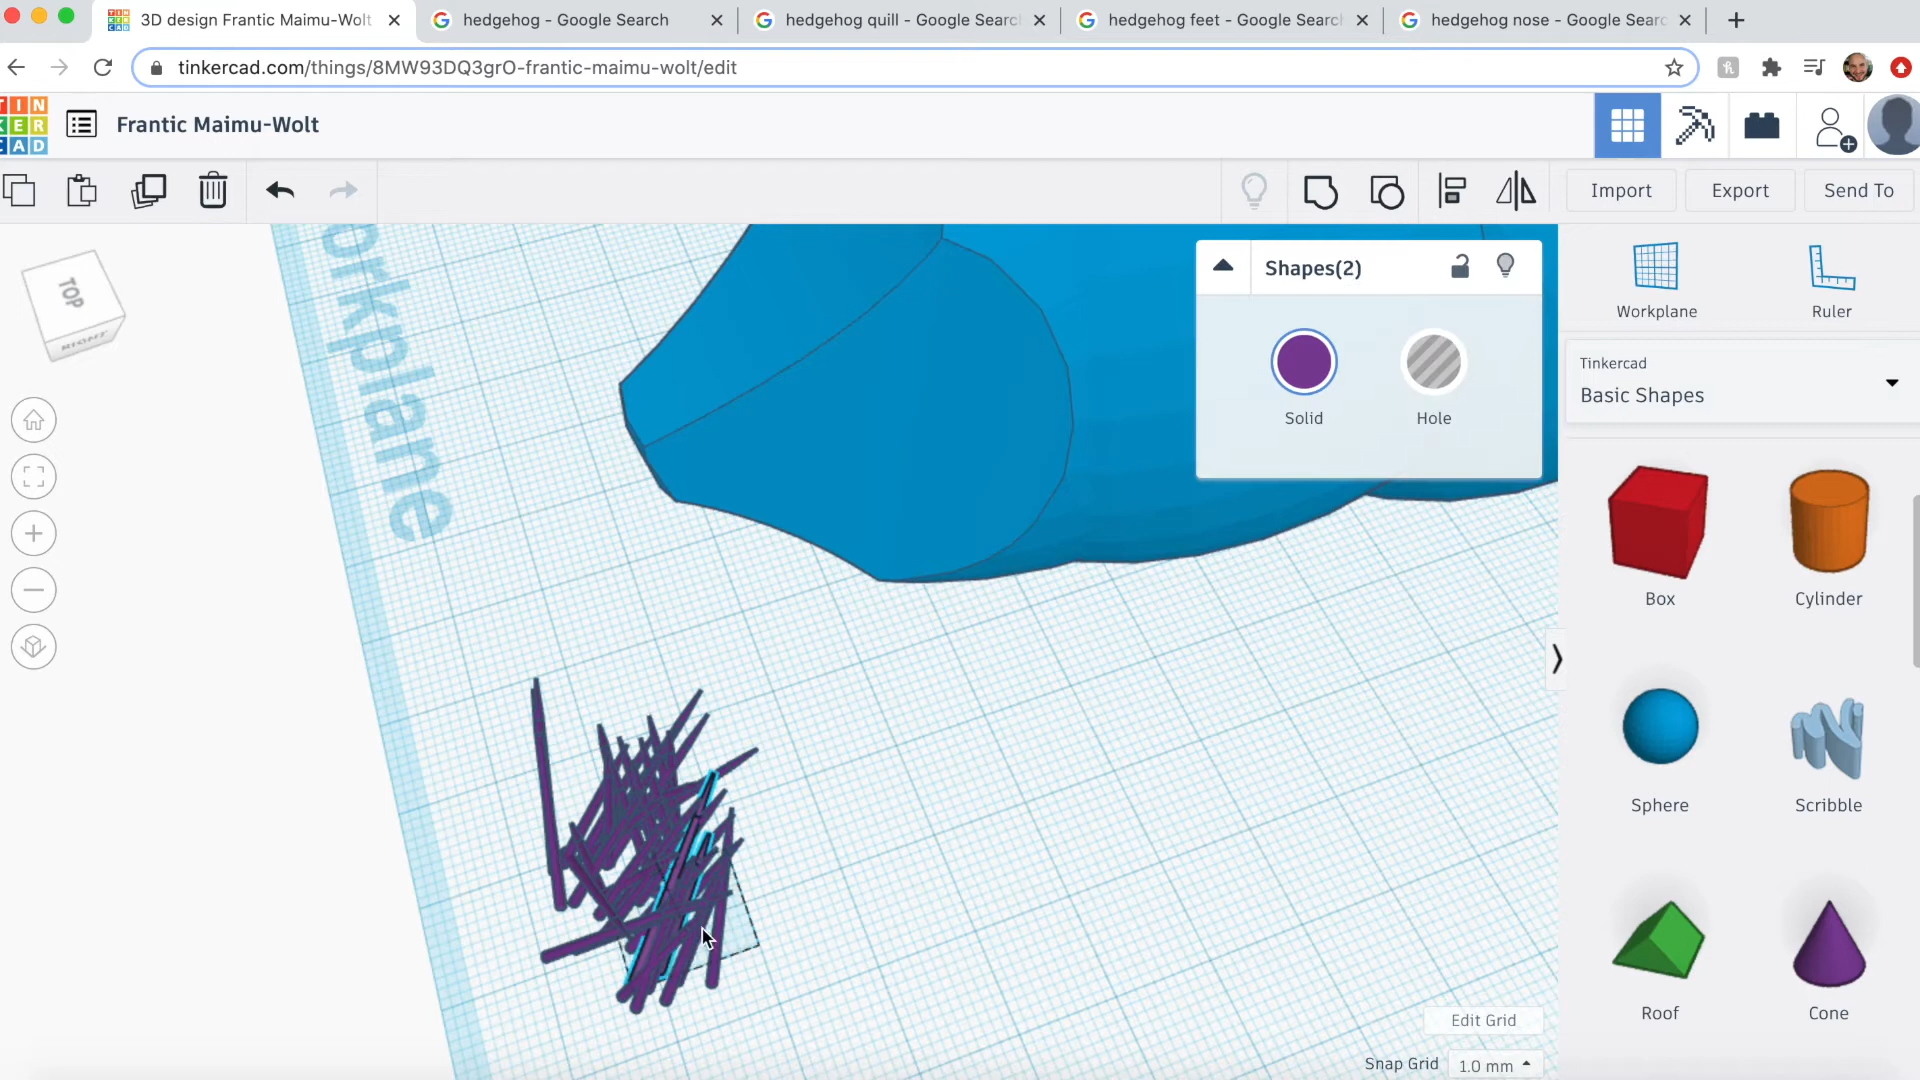 3D design Frantic Maimu-Wolt
hedgehog - Google Search
hedgehog quill - Google Searc
hedgehog feet - Google Searc
hedgehog nose - Google Searc
tinkercad.com/things/8MW93DQ3grO-frantic-maimu-wolt/edit
TIN
KER
CAD
Frantic Maimu-Wolt
Import
Export
Send To
TOP
RIGHT
orkplane
Shapes(2)
Solid
Hole
Workplane
Ruler
Tinkercad
Basic Shapes
Box
Cylinder
Sphere
Scribble
Roof
Cone
Edit Grid
Snap Grid
1.0 mm